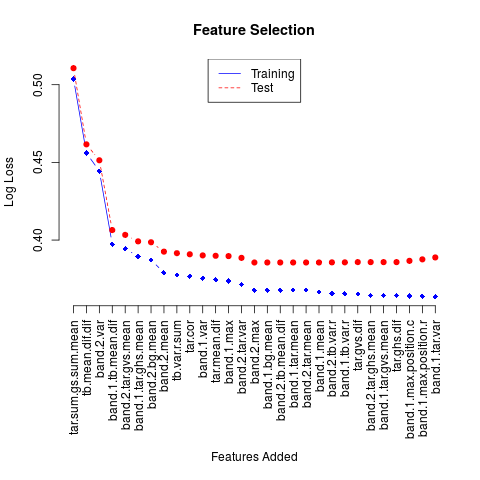 Feature Selection
Training
Test
Log Loss
0.50
0.45
0.40
tar.sum.gs.sum.mean
tb.mean.dif.dif
band.2.var
band.1.tb.mean.dif
band.2.tar.gvs.mean
band.1.tar.ghs.mean
band.2.bg.mean
band.2.mean
tb.var.r.sum
tar.cor
band.1.var
tar.mean.dif
band.1.max
band.2.tar.var
band.2.max
band.1.bg.mean
band.2.tb.mean.dif
band.1.tar.mean
band.2.tar.mean
band.1.mean
band.2.tb.var.r
band.1.tb.var.r
tar.gvs.dif
band.2.tar.ghs.mean
band.1.tar.gvs.mean
tar.ghs.dif
band.1.max.position.c
band.1.max.position.r
band.1.tar.var
Features Added